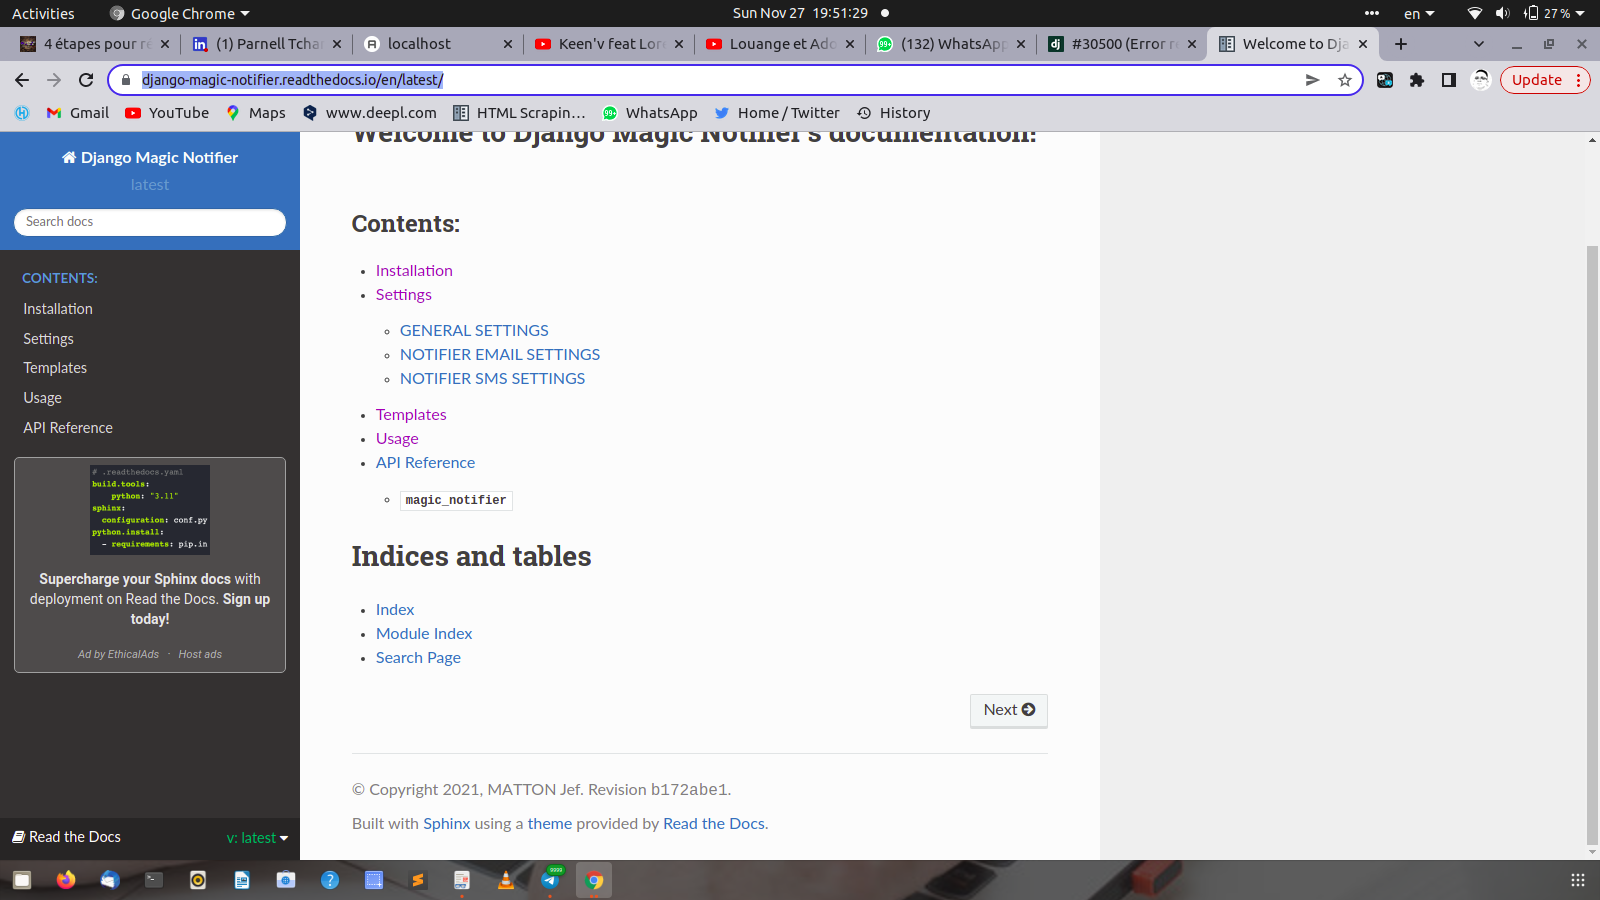 Activities Google Chrome Sun Nov 27 19:51:29 en 27 %
4 étapes pour ré (1) Parnell Tchar localhost Keen'v feat Lore Louange et Ado (132) WhatsApp #30500 (Error re Welcome to Dja
django-magic-notifier.readthedocs.io/en/latest/ Update
Gmail YouTube Maps www.deepl.com HTML Scrapin… 99+ WhatsApp Home / Twitter History
Django Magic Notifier
latest
Search docs
CONTENTS:
Installation
Settings
Templates
Usage
API Reference
# .readthedocs.yaml
build.tools:
python: "3.11"
sphinx:
configuration: conf.py
python.install:
- requirements: pip.in
Supercharge your Sphinx docs with
deployment on Read the Docs. Sign up
today!
Ad by EthicalAds · Host ads
Read the Docs v: latest
Welcome to Django Magic Notifier's documentation!
Contents:
Installation
Settings
GENERAL SETTINGS
NOTIFIER EMAIL SETTINGS
NOTIFIER SMS SETTINGS
Templates
Usage
API Reference
magic_notifier
Indices and tables
Index
Module Index
Search Page
Next
© Copyright 2021, MATTON Jef. Revision b172abe1.
Built with Sphinx using a theme provided by Read the Docs.